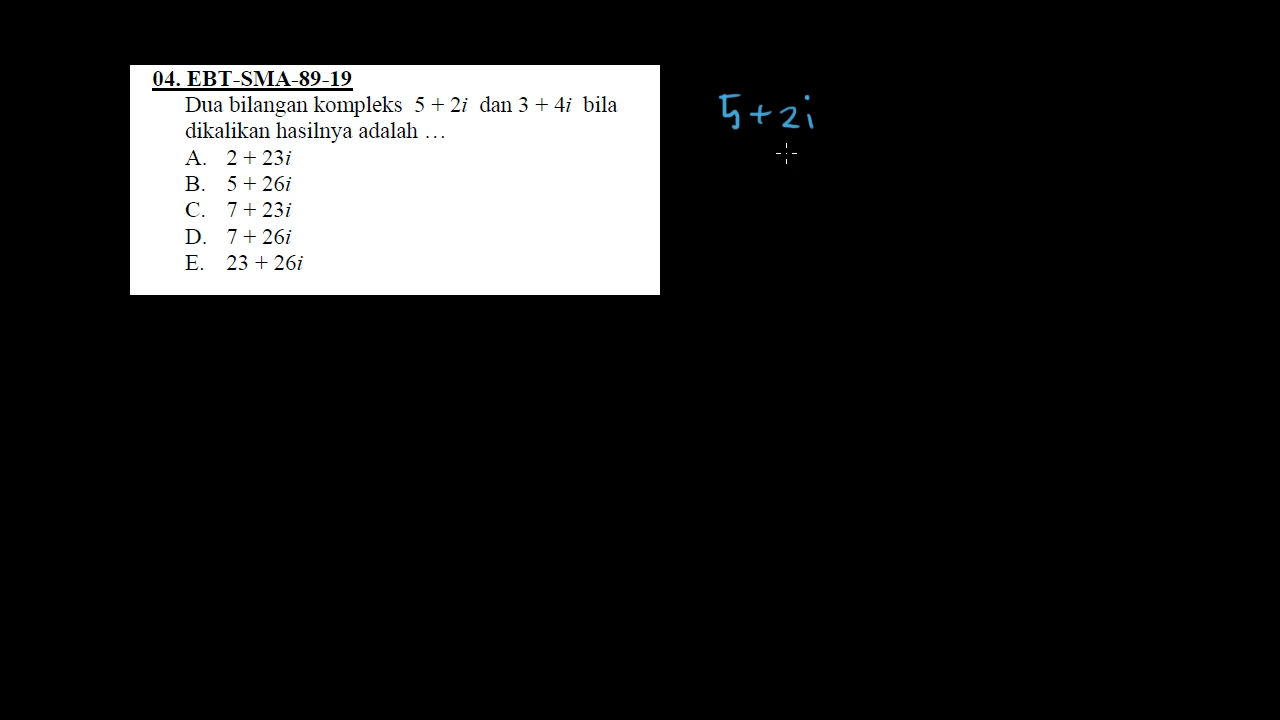 04. EBT-SMA-89-19
Dua bilangan kompleks 5 + 2i dan 3 + 4i bila
dikalikan hasilnya adalah …
A. 2 + 23i
B. 5 + 26i
C. 7 + 23i
D. 7 + 26i
E. 23 + 26i
5 + 2i